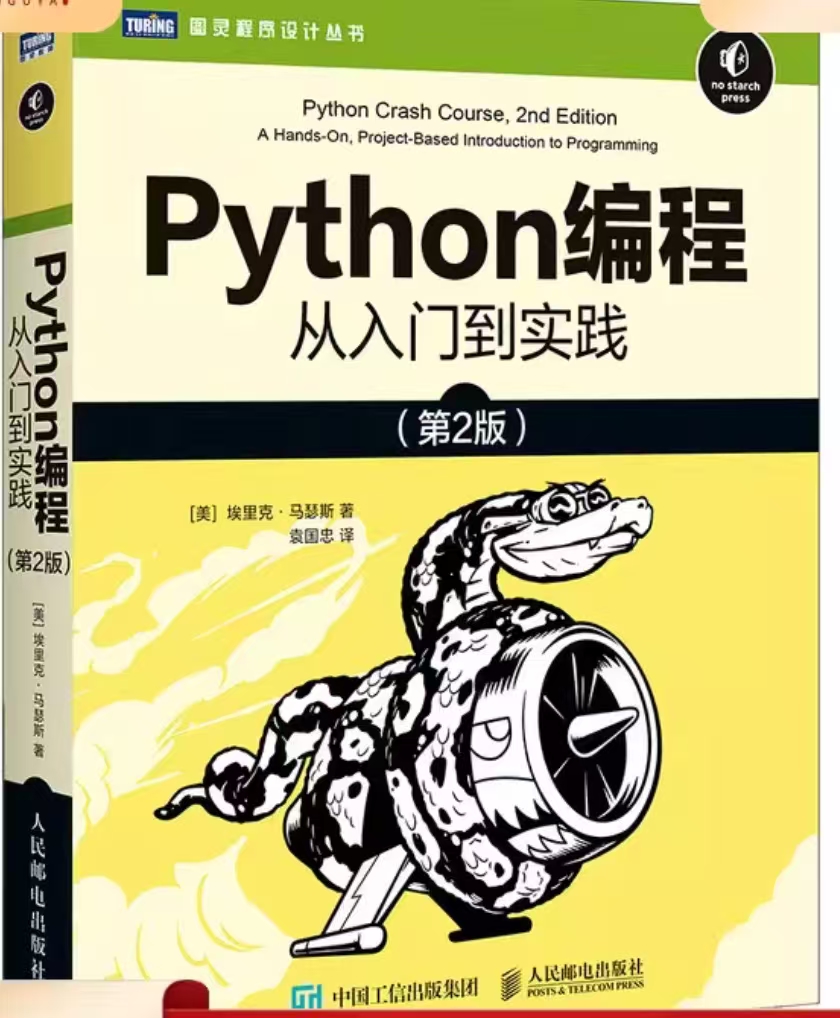 TURING 图灵程序设计丛书
no starch
press
Python Crash Course, 2nd Edition
A Hands-On, Project-Based Introduction to Programming
Python编程
从入门到实践
（第2版）
[美] 埃里克·马瑟斯 著
袁国忠 译
中国工信出版集团
人民邮电出版社
POSTS & TELECOM PRESS
TURING
no starch
press
Python编程
从入门到实践
（第2版）
[美] 埃里克·马瑟斯 著
人民邮电出版社